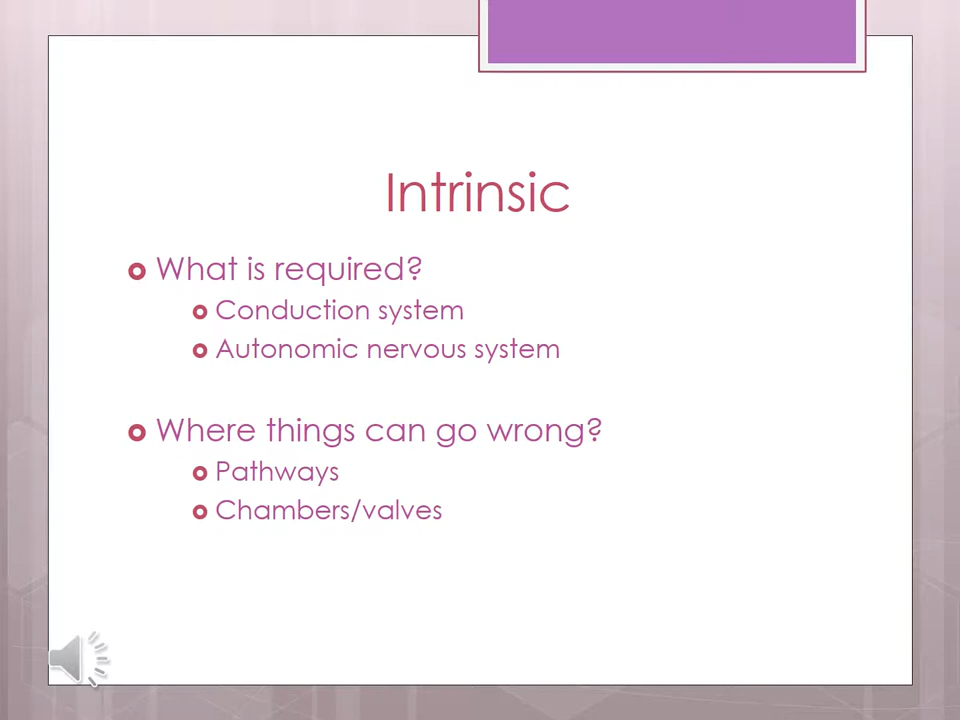 Intrinsic
What is required?
Conduction system
Autonomic nervous system
Where things can go wrong?
Pathways
Chambers/valves